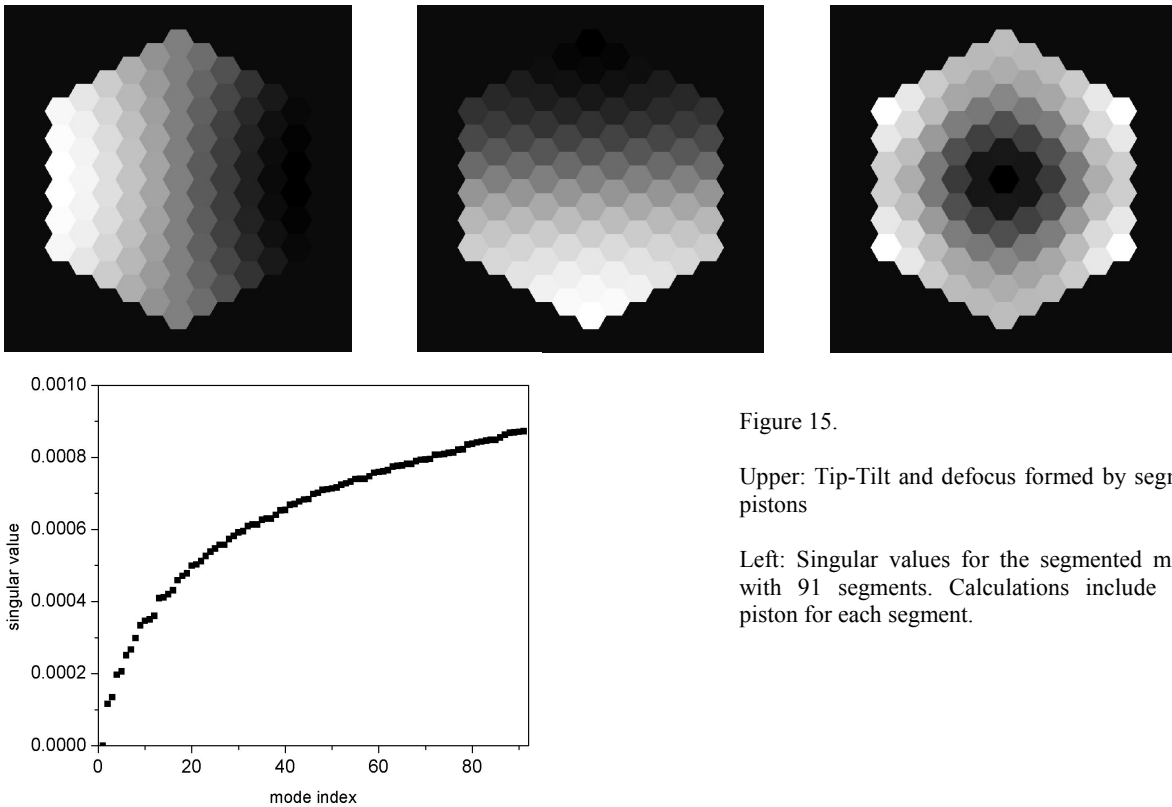 0.0010
0.0008
0.0006
0.0004
0.0002
0.0000
singular value
0
20
40
60
80
mode index
Figure 15.
Upper: Tip-Tilt and defocus formed by
pistons
Left: Singular values for the segmented
with 91 segments. Calculations include
piston for each segment.